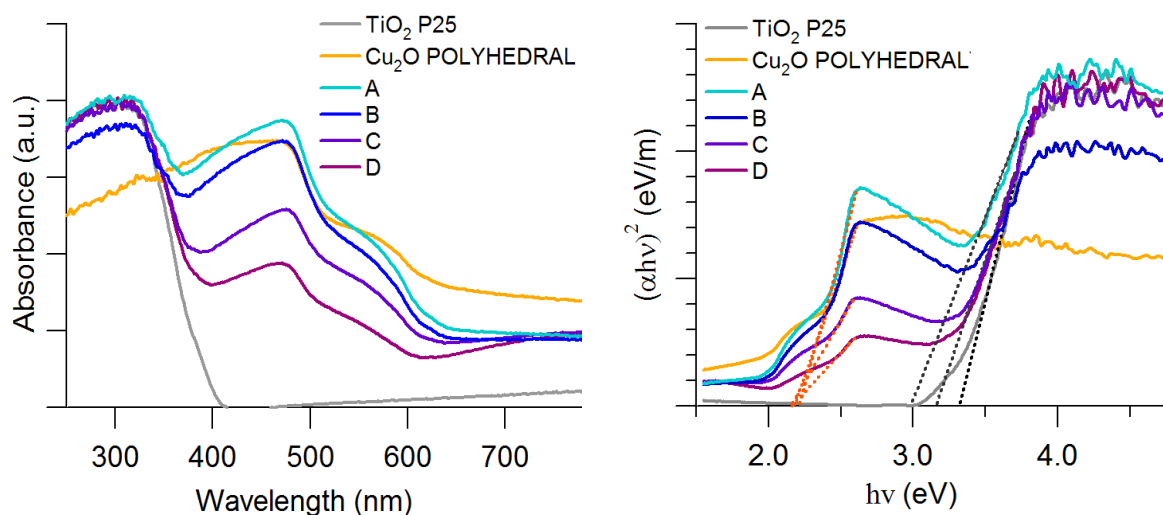 TiO₂ P25
Cu₂O POLYHEDRAL
A
B
C
D
Absorbance (a.u.)
300 400 500 600 700
Wavelength (nm)
TiO₂ P25
Cu₂O POLYHEDRAL
A
B
C
D
(αhν)² (eV/m)
2.0 3.0 4.0
hν (eV)